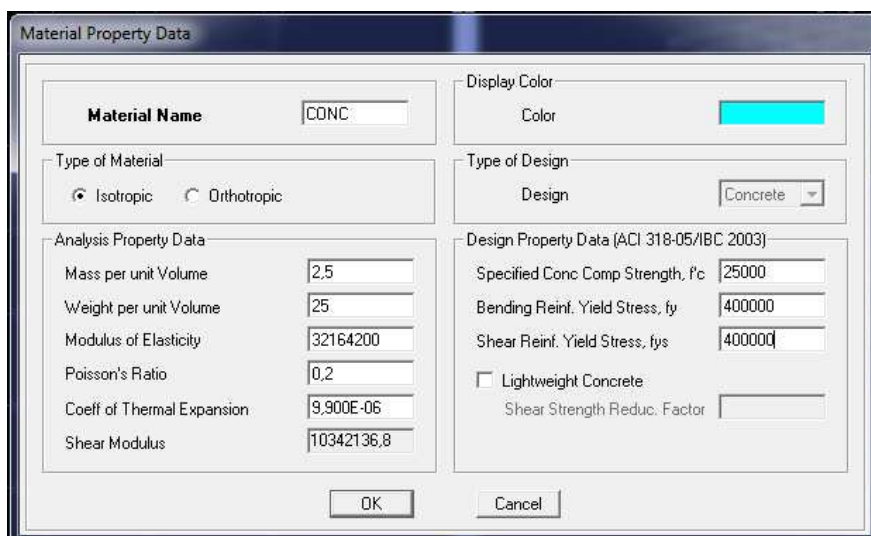 Material Property Data
Material Name CONC
Display Color
Color
Type of Material
Isotropic Orthotropic
Type of Design
Design Concrete
Analysis Property Data
Mass per unit Volume 2,5
Weight per unit Volume 25
Modulus of Elasticity 32164200
Poisson's Ratio 0,2
Coeff of Thermal Expansion 9,900E-06
Shear Modulus 10342136,8
Design Property Data (ACI 318-05/IBC 2003)
Specified Conc Comp Strength, f'c 25000
Bending Reinf. Yield Stress, fy 400000
Shear Reinf. Yield Stress, fys 400000
Lightweight Concrete
Shear Strength Reduc. Factor
OK Cancel